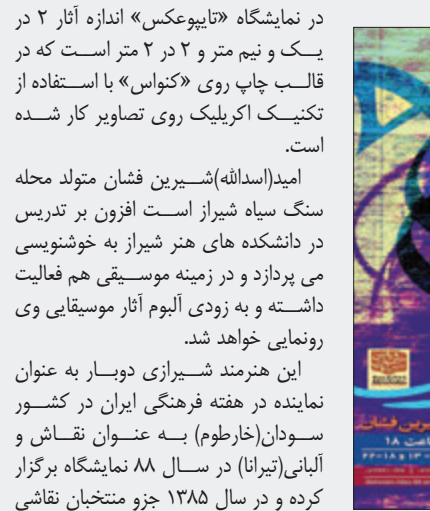 در نمایشگاه «تایپوعکس» اندازه آثار ۲ در
یک و نیم متر و ۲ در ۲ متر است که در
قالب چاپ روی «کنواس» با استفاده از
تکنیک اکریلیک روی تصاویر کار شده
است.
امید(اسدالله)شیرین فشان متولد محله
سنگ سیاه شیراز است افزون بر تدریس
در دانشکده های هنر شیراز به خوشنویسی
می پردازد و در زمینه موسیقی هم فعالیت
داشته و به زودی آلبوم آثار موسیقایی وی
رونمایی خواهد شد.
این هنرمند شیرازی دوبار به عنوان
نماینده در هفته فرهنگی ایران در کشور
سودان(خارطوم) به عنوان نقاش و
آلبانی(تیرانا) در سال ۸۸ نمایشگاه برگزار
کرده و در سال ۱۳۸۵ جزو منتخبان نقاشی
یرین فشان
ساعت ۱۸